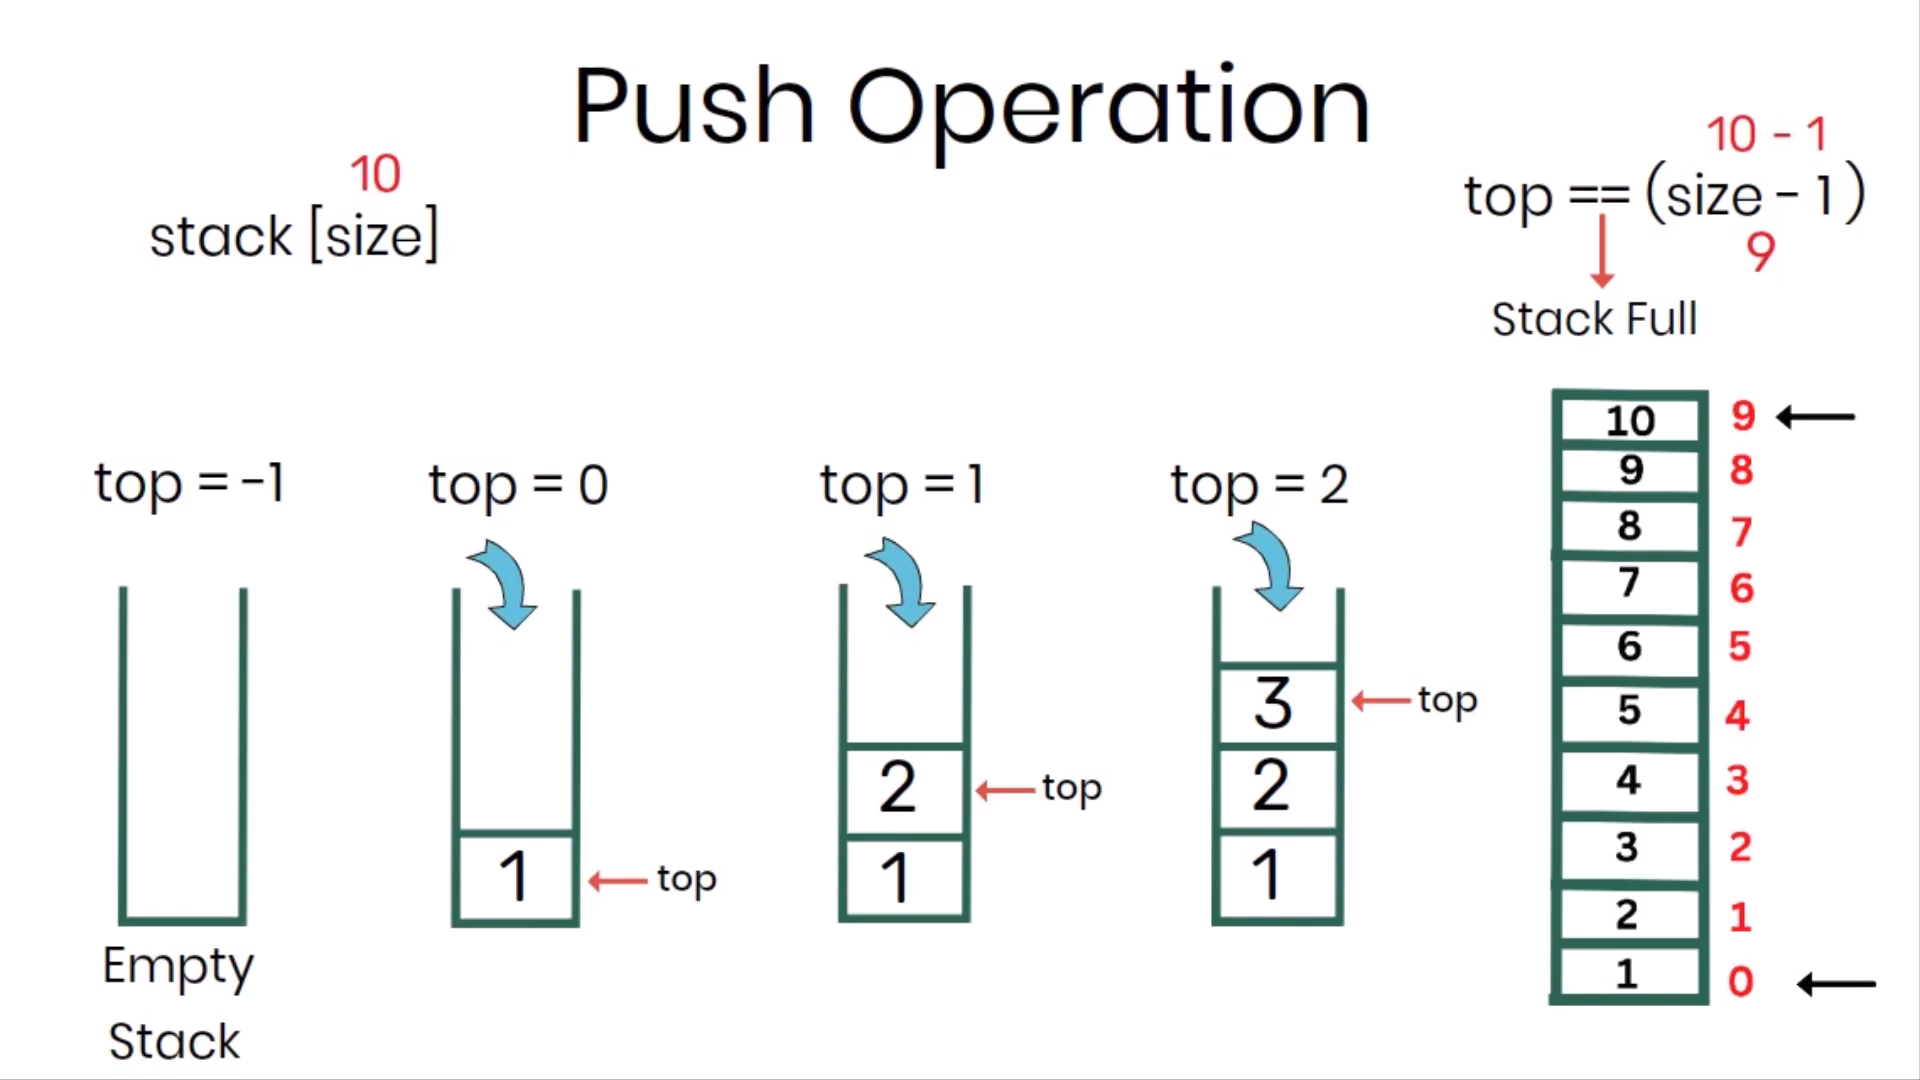 Push Operation
10
stack [size]
10 - 1
top == (size - 1)
9
Stack Full
top = -1
Empty
Stack
top = 0
1
top
top = 1
2
top
1
top = 2
3
top
2
1
10 9
9 8
8 7
7 6
6 5
5 4
4 3
3 2
2 1
1 0